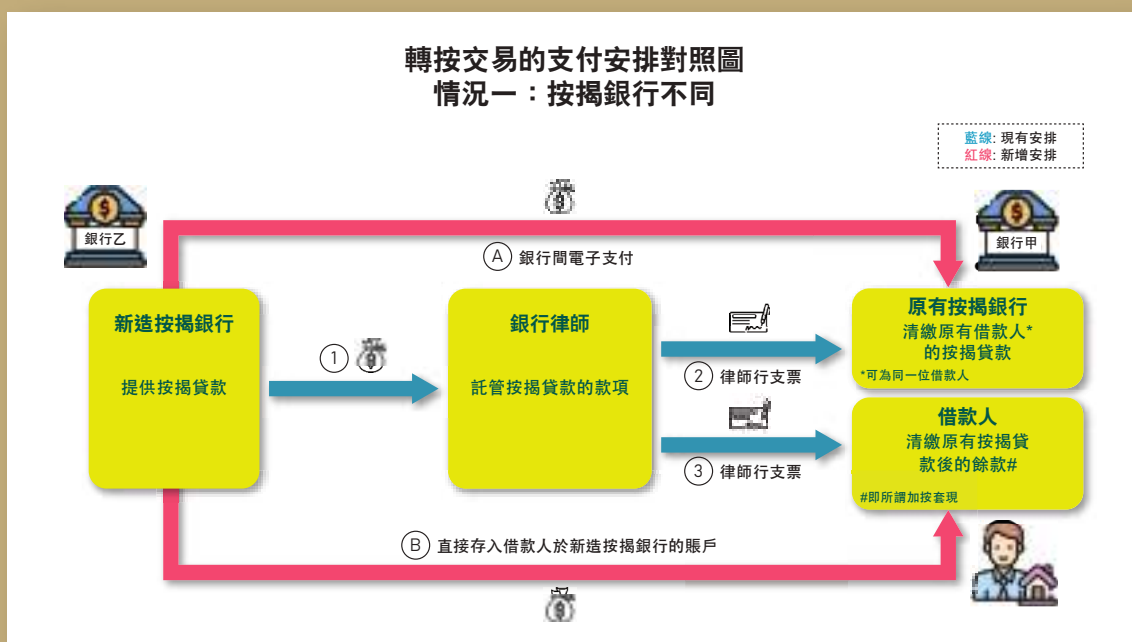 轉按交易的支付安排對照圖
情況一：按揭銀行不同
藍線: 現有安排
紅線: 新增安排
銀行乙
銀行甲
A 銀行間電子支付
新造按揭銀行
提供按揭貸款
1
銀行律師
託管按揭貸款的款項
2 律師行支票
3 律師行支票
原有按揭銀行
清繳原有借款人*
的按揭貸款
*可為同一位借款人
借款人
清繳原有按揭貸
款後的餘款#
#即所謂加按套現
B 直接存入借款人於新造按揭銀行的賬戶